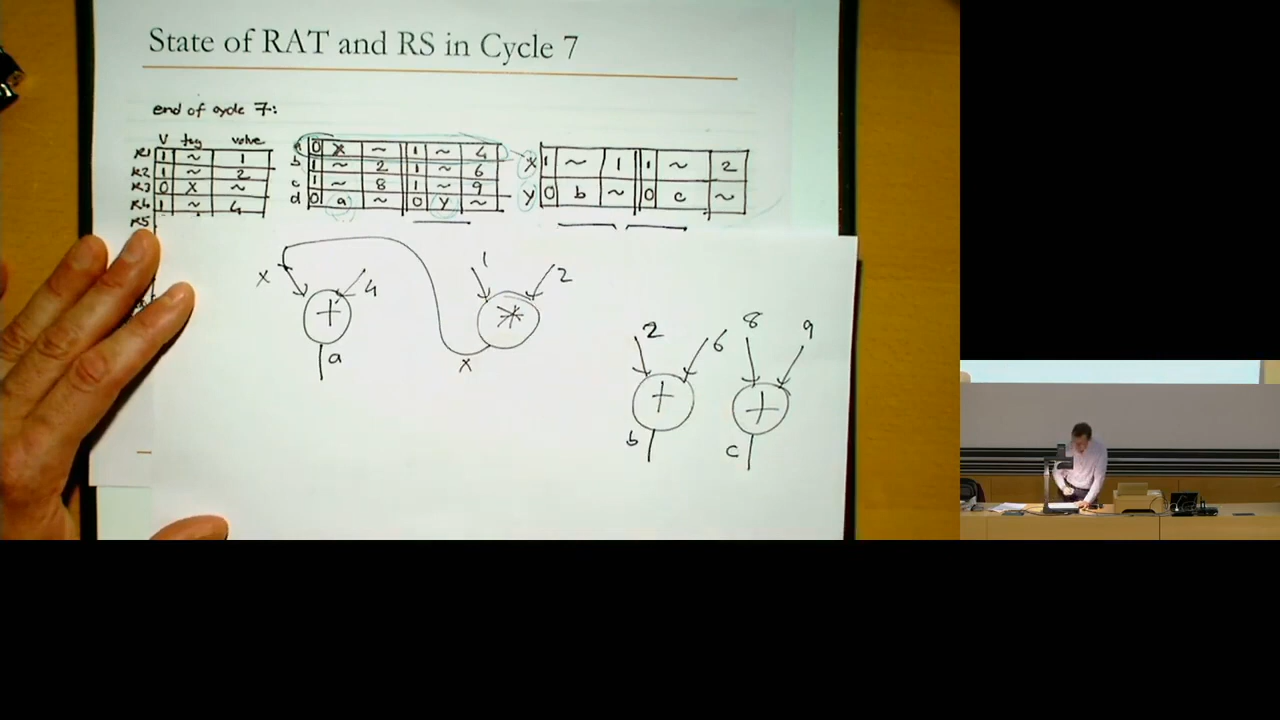 State of RAT and RS in Cycle 7
end of cycle 7:
V tag value
R1 1 ~ 1
R2 1 ~ 2
R3 0 X ~
R4 1 ~ 4
R5
a 0 X ~ 1 ~ 4
b 1 ~ 2 1 ~ 6
c 1 ~ 8 1 ~ 9
d 0 a ~ 0 y ~
X 1 ~ 1 1 ~ 2
y 0 b ~ 0 c ~
X 4
+
a
1 2
*
X
2 6
+
b
8 9
+
c